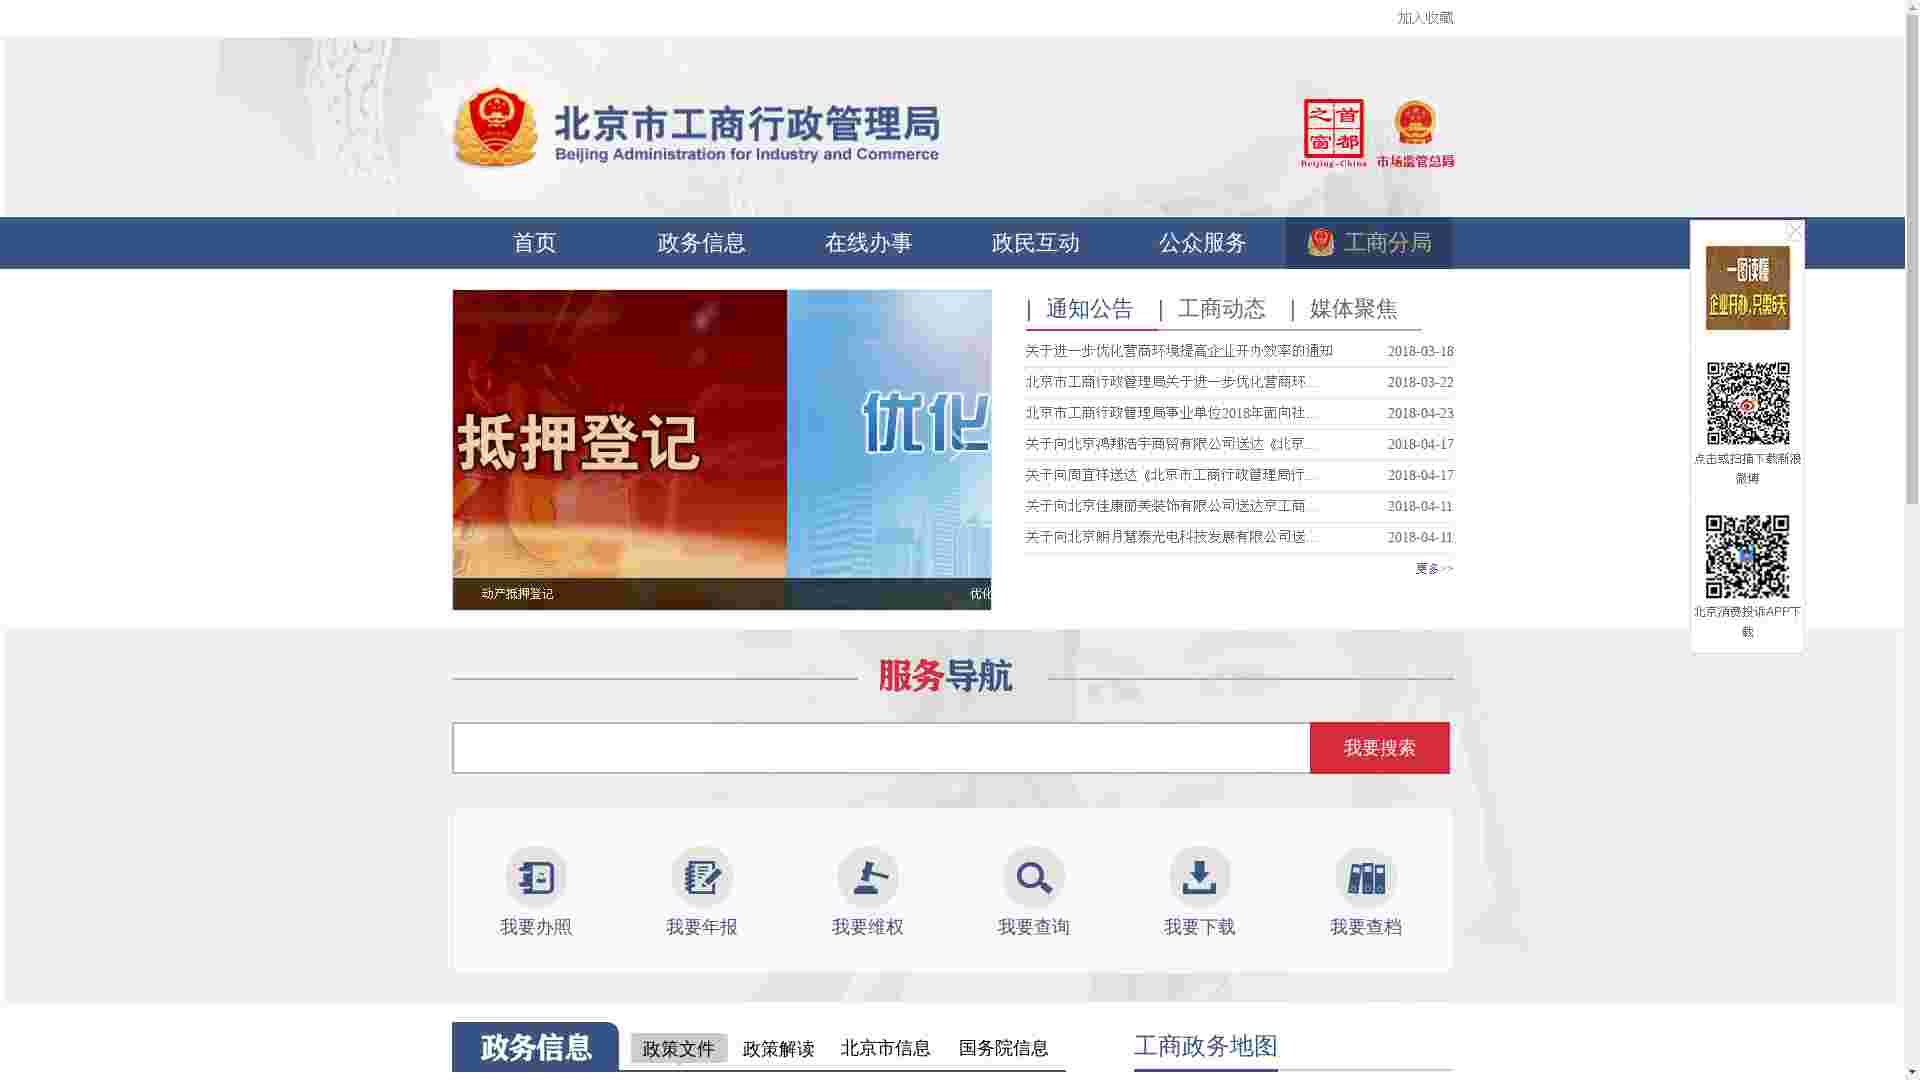 加入收藏
北京市工商行政管理局
Beijing Administration for Industry and Commerce
首都之窗
Beijing-China
市场监管总局
首页
政务信息
在线办事
政民互动
公众服务
工商分局
抵押登记
优化
动产抵押登记
优化
| 通知公告
| 工商动态
| 媒体聚焦
关于进一步优化营商环境提高企业开办效率的通知 2018-03-18
北京市工商行政管理局关于进一步优化营商环... 2018-03-22
北京市工商行政管理局事业单位2018年面向社... 2018-04-23
关于向北京鸿翔浩宇商贸有限公司送达《北京... 2018-04-17
关于向周宜祥送达《北京市工商行政管理局行... 2018-04-17
关于向北京佳康丽美装饰有限公司送达京工商... 2018-04-11
关于向北京朗月慧泰光电科技发展有限公司送... 2018-04-11
更多>>
一图读懂
企业开办,只需5天
点击或扫描下载新浪
微博
北京消费投诉APP下
载
服务导航
我要搜索
我要办照
我要年报
我要维权
我要查询
我要下载
我要查档
政务信息
政策文件
政策解读
北京市信息
国务院信息
工商政务地图